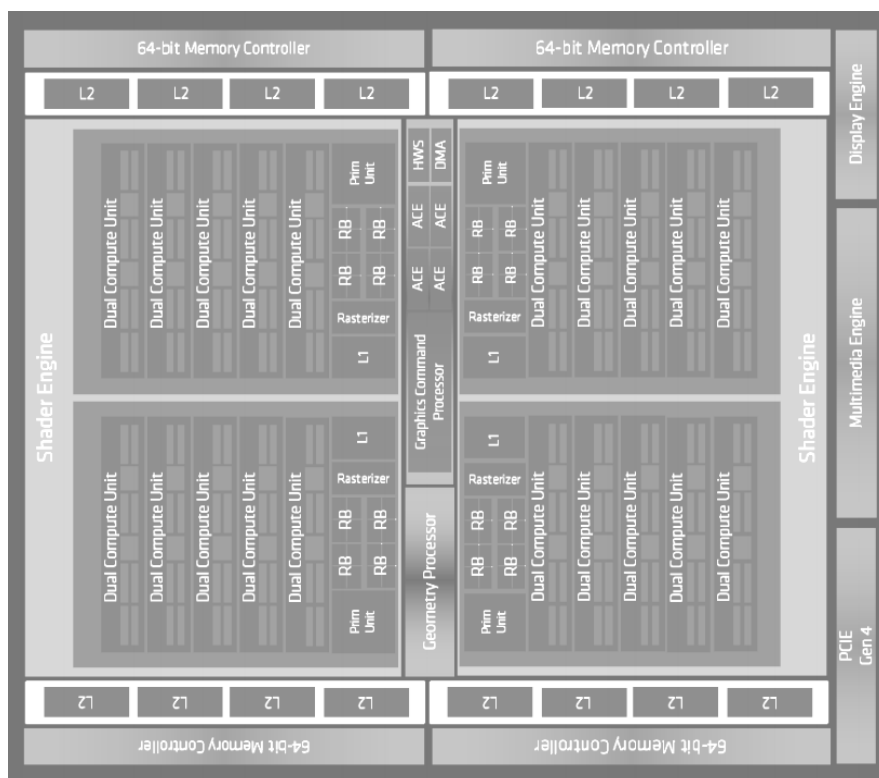 64-bit Memory Controller
64-bit Memory Controller
L2
L2
L2
L2
L2
L2
L2
L2
Display Engine
Multimedia Engine
PCIE
Gen 4
Shader Engine
Dual Compute Unit
Dual Compute Unit
Dual Compute Unit
Dual Compute Unit
Dual Compute Unit
Prim
Unit
RB
RB
RB
RB
Rasterizer
L1
HWS
DMA
ACE
ACE
ACE
ACE
Graphics Command
Processor
Geometry Processor
Prim
Unit
RB
RB
RB
RB
Rasterizer
L1
Dual Compute Unit
Dual Compute Unit
Dual Compute Unit
Dual Compute Unit
Dual Compute Unit
Shader Engine
Dual Compute Unit
Dual Compute Unit
Dual Compute Unit
Dual Compute Unit
Dual Compute Unit
L1
Rasterizer
RB
RB
RB
RB
Prim
Unit
L1
Rasterizer
RB
RB
RB
RB
Prim
Unit
Dual Compute Unit
Dual Compute Unit
Dual Compute Unit
Dual Compute Unit
Dual Compute Unit
L2
L2
L2
L2
L2
L2
L2
L2
64-bit Memory Controller
64-bit Memory Controller